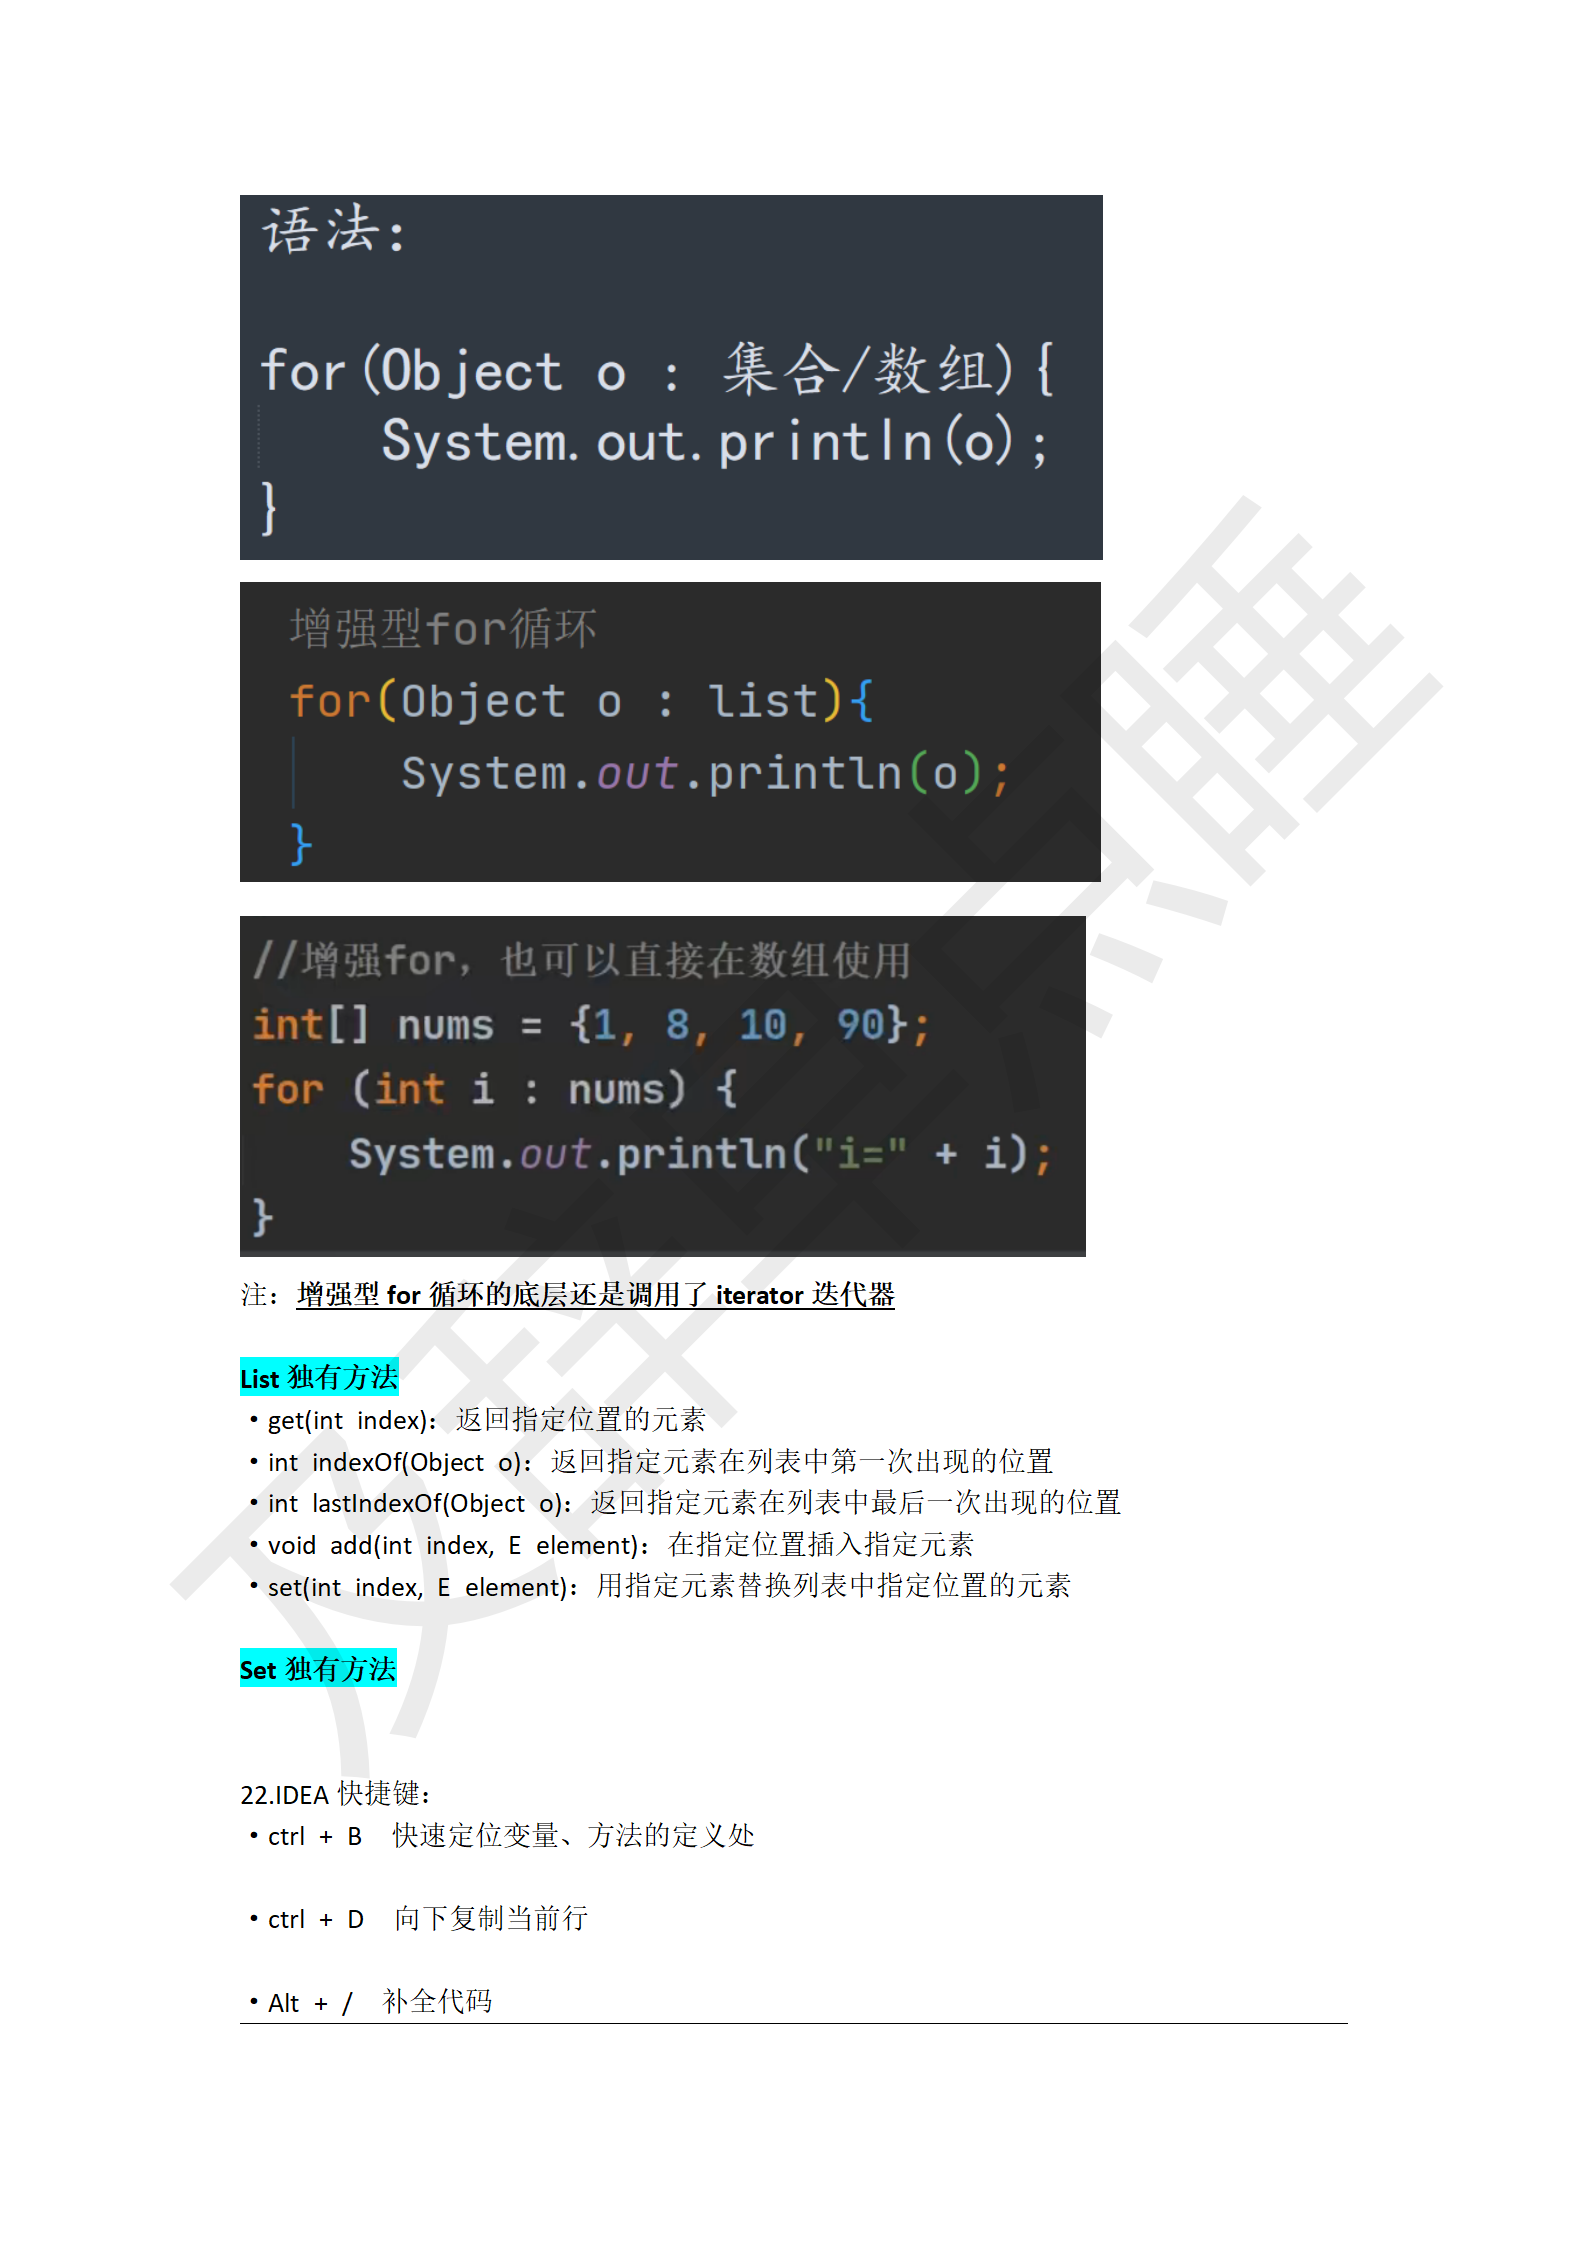 语法：
for(Object o : 集合/数组){
    System.out.println(o);
}
增强型for循环
for(Object o : list){
    System.out.println(o);
}
//增强for，也可以直接在数组使用
int[] nums = {1, 8, 10, 90};
for (int i : nums) {
    System.out.println("i=" + i);
}
注：增强型 for 循环的底层还是调用了 iterator 迭代器
List 独有方法
• get(int index)：返回指定位置的元素
• int indexOf(Object o)：返回指定元素在列表中第一次出现的位置
• int lastIndexOf(Object o)：返回指定元素在列表中最后一次出现的位置
• void add(int index, E element)：在指定位置插入指定元素
• set(int index, E element)：用指定元素替换列表中指定位置的元素
Set 独有方法
22.IDEA 快捷键：
• ctrl + B 快速定位变量、方法的定义处
• ctrl + D 向下复制当前行
• Alt + / 补全代码
及辞早点睡